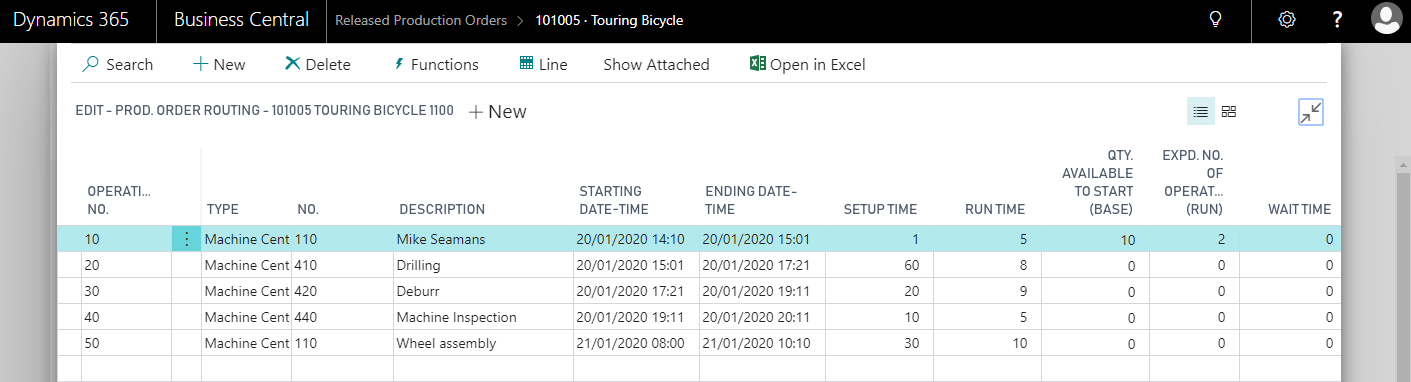 Dynamics 365 Business Central Released Production Orders > 101005 · Touring Bicycle ?
Search + New Delete Functions Line Show Attached Open in Excel
EDIT - PROD. ORDER ROUTING - 101005 TOURING BICYCLE 1100 + New
OPERATI... NO. TYPE NO. DESCRIPTION STARTING DATE-TIME ENDING DATE-TIME SETUP TIME RUN TIME QTY. AVAILABLE TO START (BASE) EXPD. NO. OF OPERAT... (RUN) WAIT TIME
10 Machine Cent 110 Mike Seamans 20/01/2020 14:10 20/01/2020 15:01 1 5 10 2 0
20 Machine Cent 410 Drilling 20/01/2020 15:01 20/01/2020 17:21 60 8 0 0 0
30 Machine Cent 420 Deburr 20/01/2020 17:21 20/01/2020 19:11 20 9 0 0 0
40 Machine Cent 440 Machine Inspection 20/01/2020 19:11 20/01/2020 20:11 10 5 0 0 0
50 Machine Cent 110 Wheel assembly 21/01/2020 08:00 21/01/2020 10:10 30 10 0 0 0